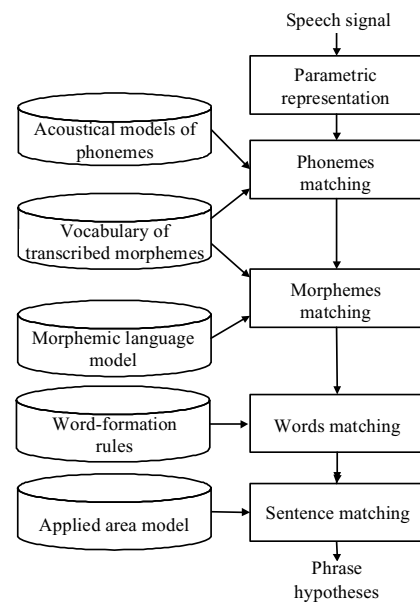 Speech signal
Parametric
representation
Acoustical models of
phonemes
Phonemes
matching
Vocabulary of
transcribed morphemes
Morphemes
matching
Morphemic language
model
Word-formation
rules
Words matching
Applied area model
Sentence matching
Phrase
hypotheses